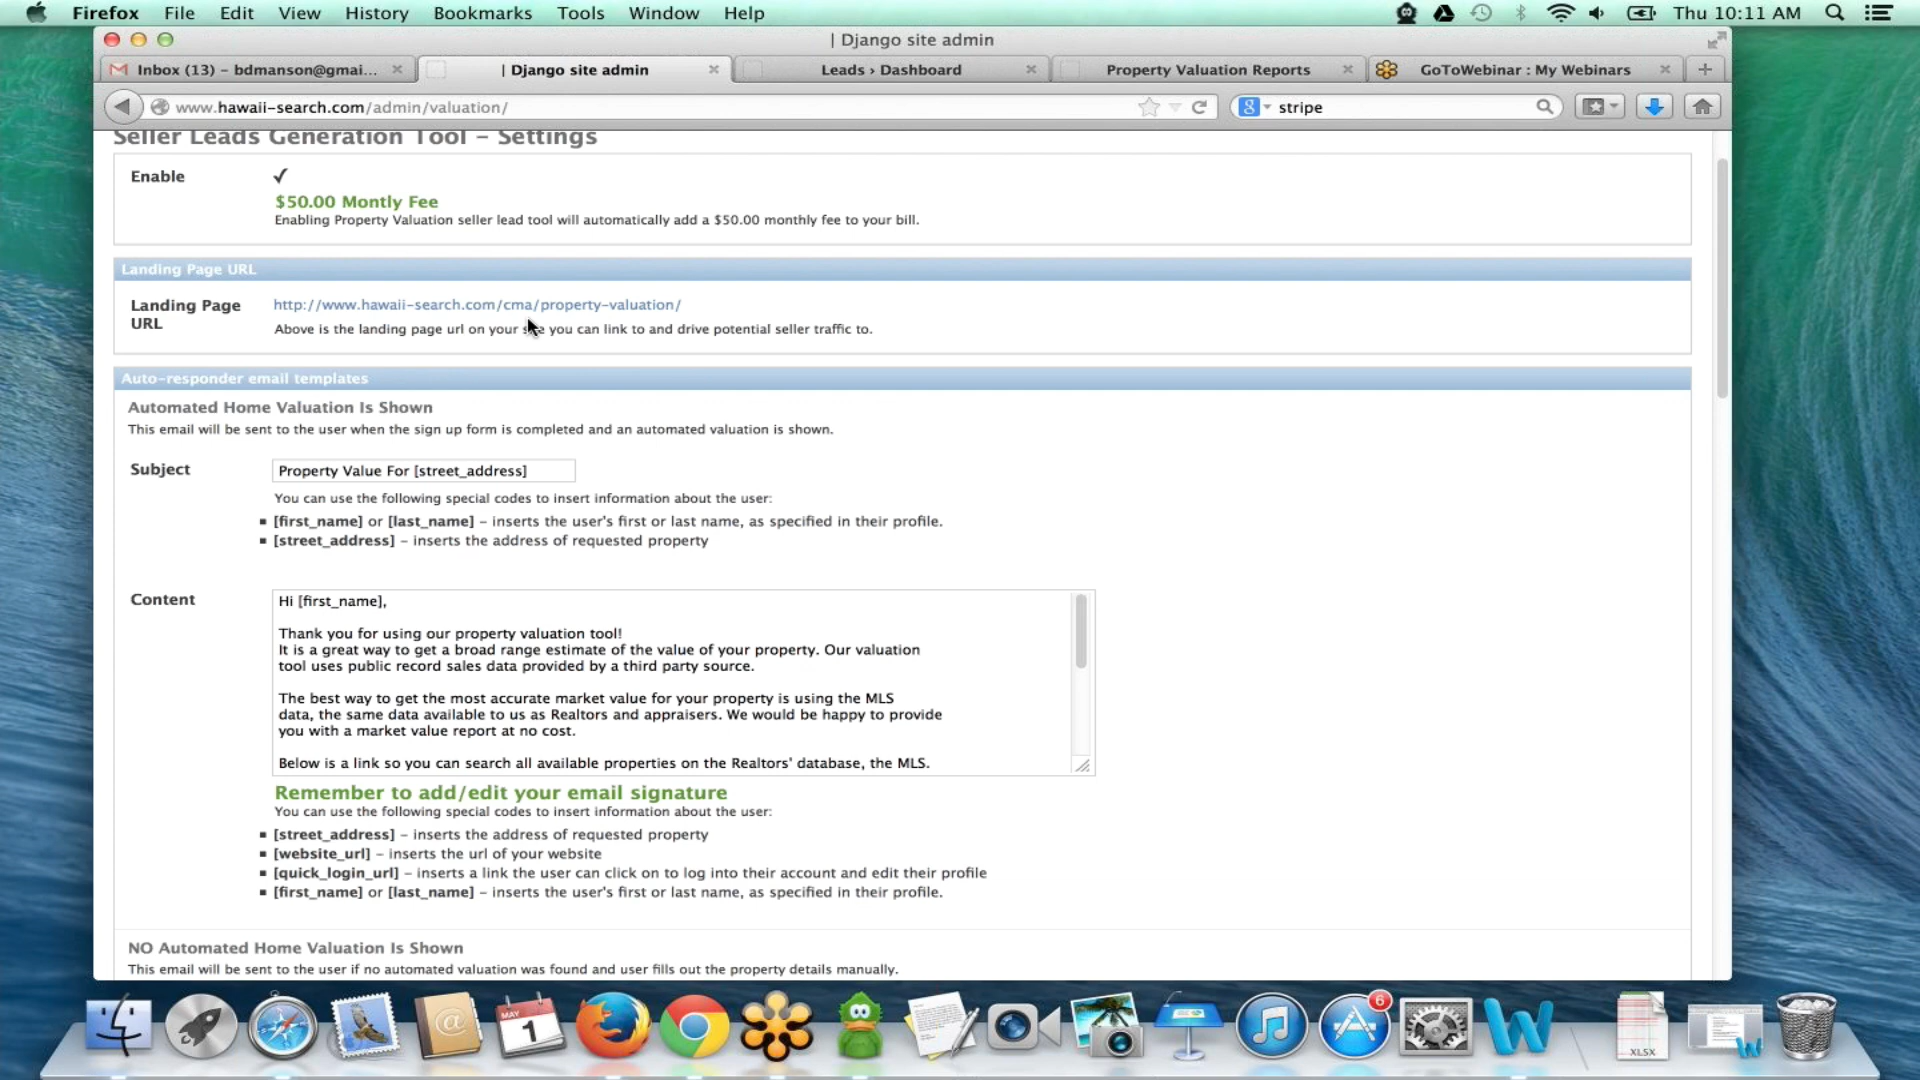 Firefox File Edit View History Bookmarks Tools Window Help Thu 10:11 AM
| Django site admin
Inbox (13) – bdmanson@gmai... | Django site admin Leads › Dashboard Property Valuation Reports GoToWebinar : My Webinars
www.hawaii-search.com/admin/valuation/ stripe
Seller Leads Generation Tool – Settings
Enable
$50.00 Montly Fee
Enabling Property Valuation seller lead tool will automatically add a $50.00 monthly fee to your bill.
Landing Page URL
Landing Page URL
http://www.hawaii-search.com/cma/property-valuation/
Above is the landing page url on your you can link to and drive potential seller traffic to.
Auto-responder email templates
Automated Home Valuation Is Shown
This email will be sent to the user when the sign up form is completed and an automated valuation is shown.
Subject
Property Value For [street_address]
You can use the following special codes to insert information about the user:
[first_name] or [last_name] – inserts the user's first or last name, as specified in their profile.
[street_address] – inserts the address of requested property
Content
Hi [first_name],
Thank you for using our property valuation tool!
It is a great way to get a broad range estimate of the value of your property. Our valuation
tool uses public record sales data provided by a third party source.
The best way to get the most accurate market value for your property is using the MLS
data, the same data available to us as Realtors and appraisers. We would be happy to provide
you with a market value report at no cost.
Below is a link so you can search all available properties on the Realtors' database, the MLS.
Remember to add/edit your email signature
You can use the following special codes to insert information about the user:
[street_address] – inserts the address of requested property
[website_url] – inserts the url of your website
[quick_login_url] – inserts a link the user can click on to log into their account and edit their profile
[first_name] or [last_name] – inserts the user's first or last name, as specified in their profile.
NO Automated Home Valuation Is Shown
This email will be sent to the user if no automated valuation was found and user fills out the property details manually.
MAY
1
6
XLSX